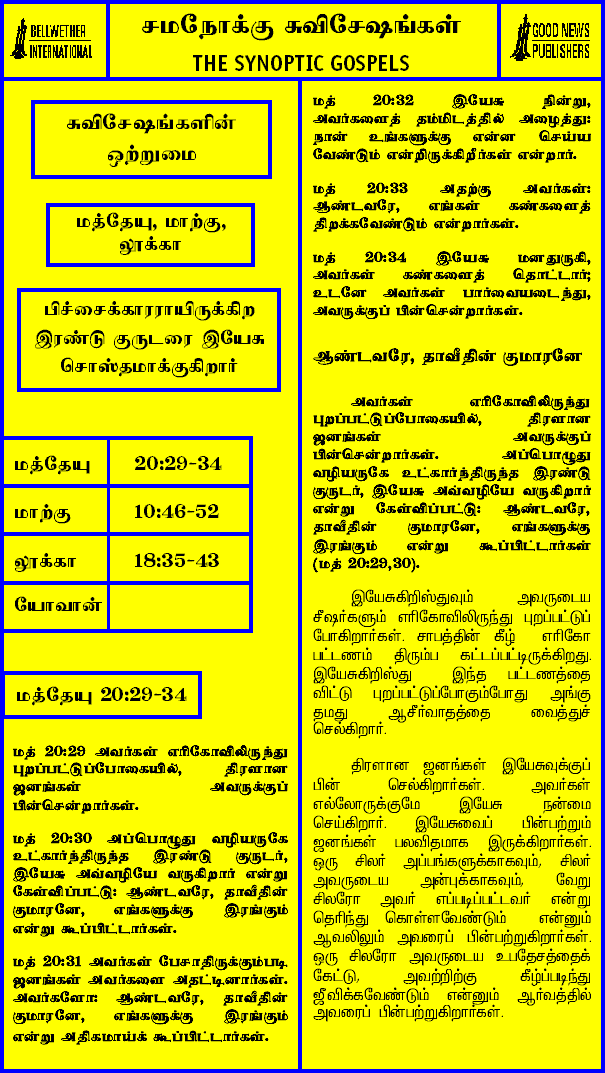 BELLWETHER
INTERNATIONAL
சமநோக்கு சுவிசேஷங்கள்
THE SYNOPTIC GOSPELS
GOOD NEWS
PUBLISHERS
சுவிசேஷங்களின்
ஒற்றுமை
மத்தேயு, மாற்கு,
லூக்கா
பிச்சைக்காரராயிருக்கிற
இரண்டு குருடரை இயேசு
சொஸ்தமாக்குகிறார்
மத்தேயு 20:29-34
மாற்கு 10:46-52
லூக்கா 18:35-43
யோவான்
மத்தேயு 20:29-34
மத் 20:29 அவர்கள் எரிகோவிலிருந்து
புறப்பட்டுப்போகையில், திரளான
ஜனங்கள் அவருக்குப்
பின்சென்றார்கள்.
மத் 20:30 அப்பொழுது வழியருகே
உட்கார்ந்திருந்த இரண்டு குருடர்,
இயேசு அவ்வழியே வருகிறார் என்று
கேள்விப்பட்டு: ஆண்டவரே, தாவீதின்
குமாரனே, எங்களுக்கு இரங்கும்
என்று கூப்பிட்டார்கள்.
மத் 20:31 அவர்கள் பேசாதிருக்கும்படி
ஜனங்கள் அவர்களை அதட்டினார்கள்.
அவர்களோ: ஆண்டவரே, தாவீதின்
குமாரனே, எங்களுக்கு இரங்கும்
என்று அதிகமாய்க் கூப்பிட்டார்கள்.
மத் 20:32 இயேசு நின்று,
அவர்களைத் தம்மிடத்தில் அழைத்து:
நான் உங்களுக்கு என்ன செய்ய
வேண்டும் என்றிருக்கிறீர்கள் என்றார்.
மத் 20:33 அதற்கு அவர்கள்:
ஆண்டவரே, எங்கள் கண்களைத்
திறக்கவேண்டும் என்றார்கள்.
மத் 20:34 இயேசு மனதுருகி,
அவர்கள் கண்களைத் தொட்டார்;
உடனே அவர்கள் பார்வையடைந்து,
அவருக்குப் பின்சென்றார்கள்.
ஆண்டவரே, தாவீதின் குமாரனே
அவர்கள் எரிகோவிலிருந்து
புறப்பட்டுப்போகையில், திரளான
ஜனங்கள் அவருக்குப்
பின்சென்றார்கள். அப்பொழுது
வழியருகே உட்கார்ந்திருந்த இரண்டு
குருடர், இயேசு அவ்வழியே வருகிறார்
என்று கேள்விப்பட்டு: ஆண்டவரே,
தாவீதின் குமாரனே, எங்களுக்கு
இரங்கும் என்று கூப்பிட்டார்கள்
(மத் 20:29,30).
இயேசுகிறிஸ்துவும் அவருடைய
சீஷர்களும் எரிகோவிலிருந்து புறப்பட்டுப்
போகிறார்கள். சாபத்தின் கீழ் எரிகோ
பட்டணம் திரும்ப கட்டப்பட்டிருக்கிறது.
இயேசுகிறிஸ்து இந்த பட்டணத்தை
விட்டு புறப்பட்டுப்போகும்போது அங்கு
தமது ஆசீர்வாதத்தை வைத்துச்
செல்கிறார்.
திரளான ஜனங்கள் இயேசுவுக்குப்
பின் செல்கிறார்கள். அவர்கள்
எல்லோருக்குமே இயேசு நன்மை
செய்கிறார். இயேசுவைப் பின்பற்றும்
ஜனங்கள் பலவிதமாக இருக்கிறார்கள்.
ஒரு சிலர் அப்பங்களுக்காகவும், சிலர்
அவருடைய அன்புக்காகவும், வேறு
சிலரோ அவர் எப்படிப்பட்டவர் என்று
தெரிந்து கொள்ளவேண்டும் என்னும்
ஆவலிலும் அவரைப் பின்பற்றுகிறார்கள்.
ஒரு சிலரோ அவருடைய உபதேசத்தைக்
கேட்டு, அவற்றிற்கு கீழ்ப்படிந்து
ஜீவிக்கவேண்டும் என்னும் ஆர்வத்தில்
அவரைப் பின்பற்றுகிறார்கள்.